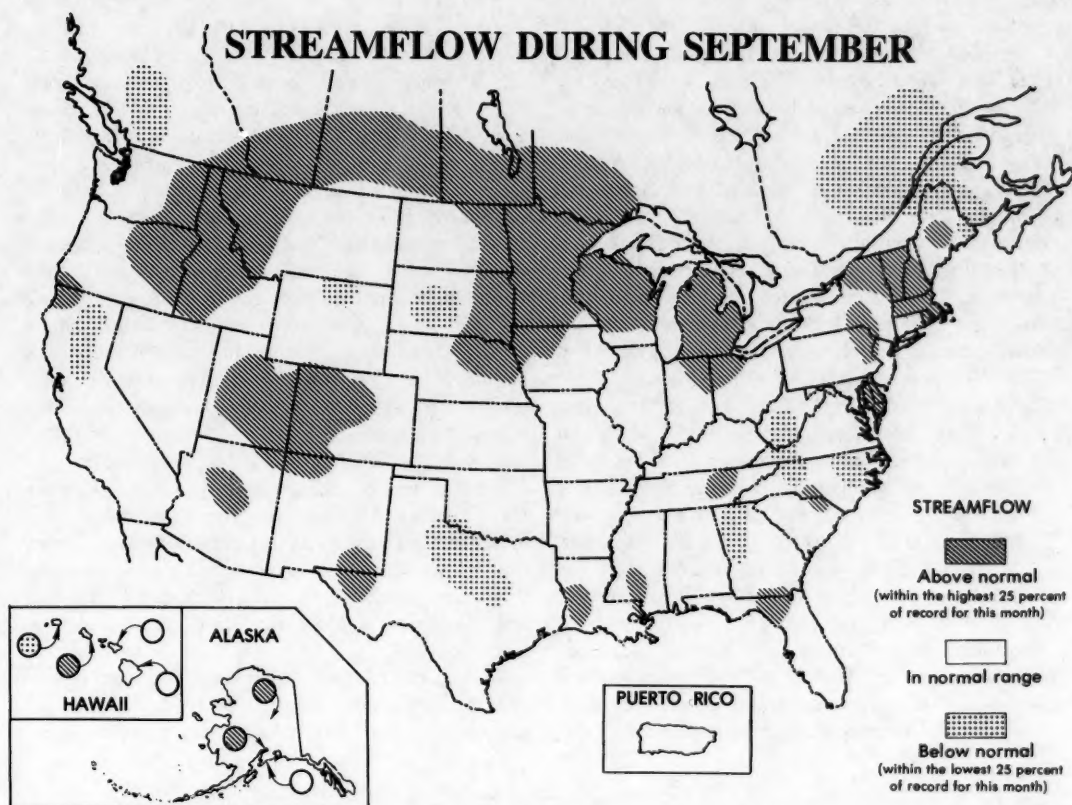 STREAMFLOW DURING SEPTEMBER
STREAMFLOW
Above normal
(within the highest 25 percent
of record for this month)
In normal range
Below normal
(within the lowest 25 percent
of record for this month)
HAWAII
ALASKA
PUERTO RICO